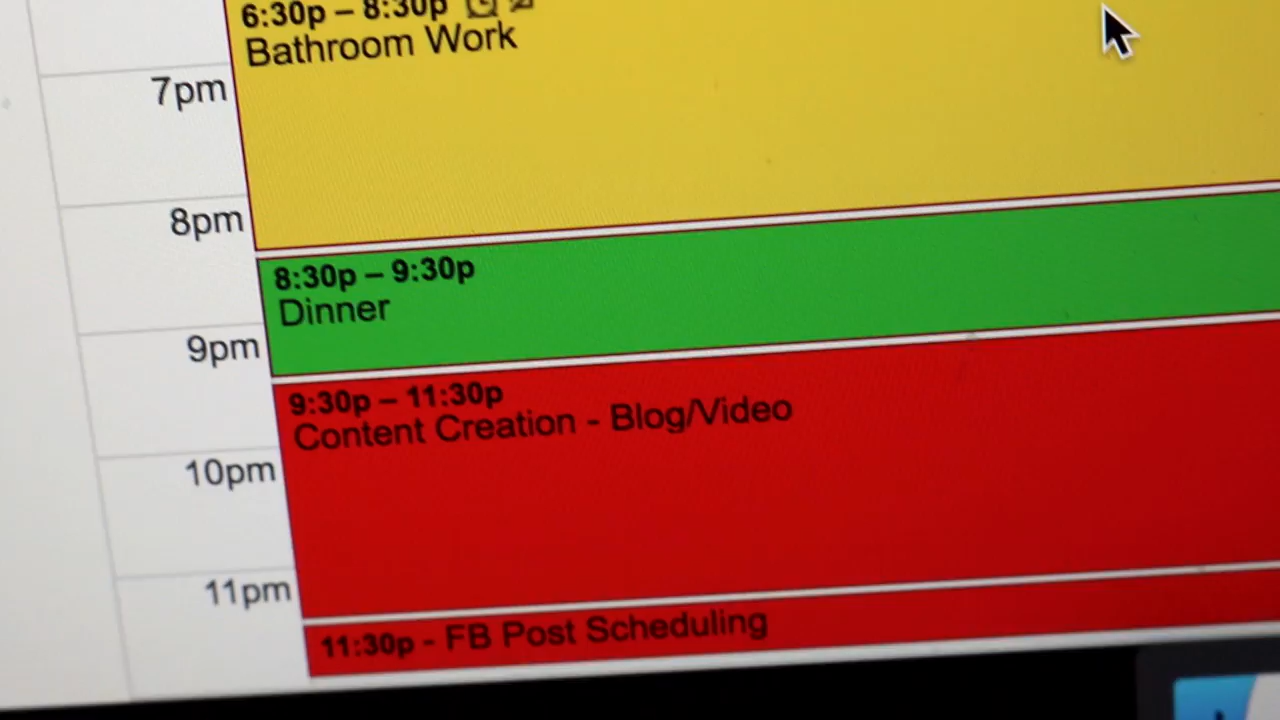 6:30p – 8:30p
Bathroom Work
7pm
8pm
8:30p – 9:30p
Dinner
9pm
9:30p – 11:30p
Content Creation - Blog/Video
10pm
11pm
11:30p - FB Post Scheduling